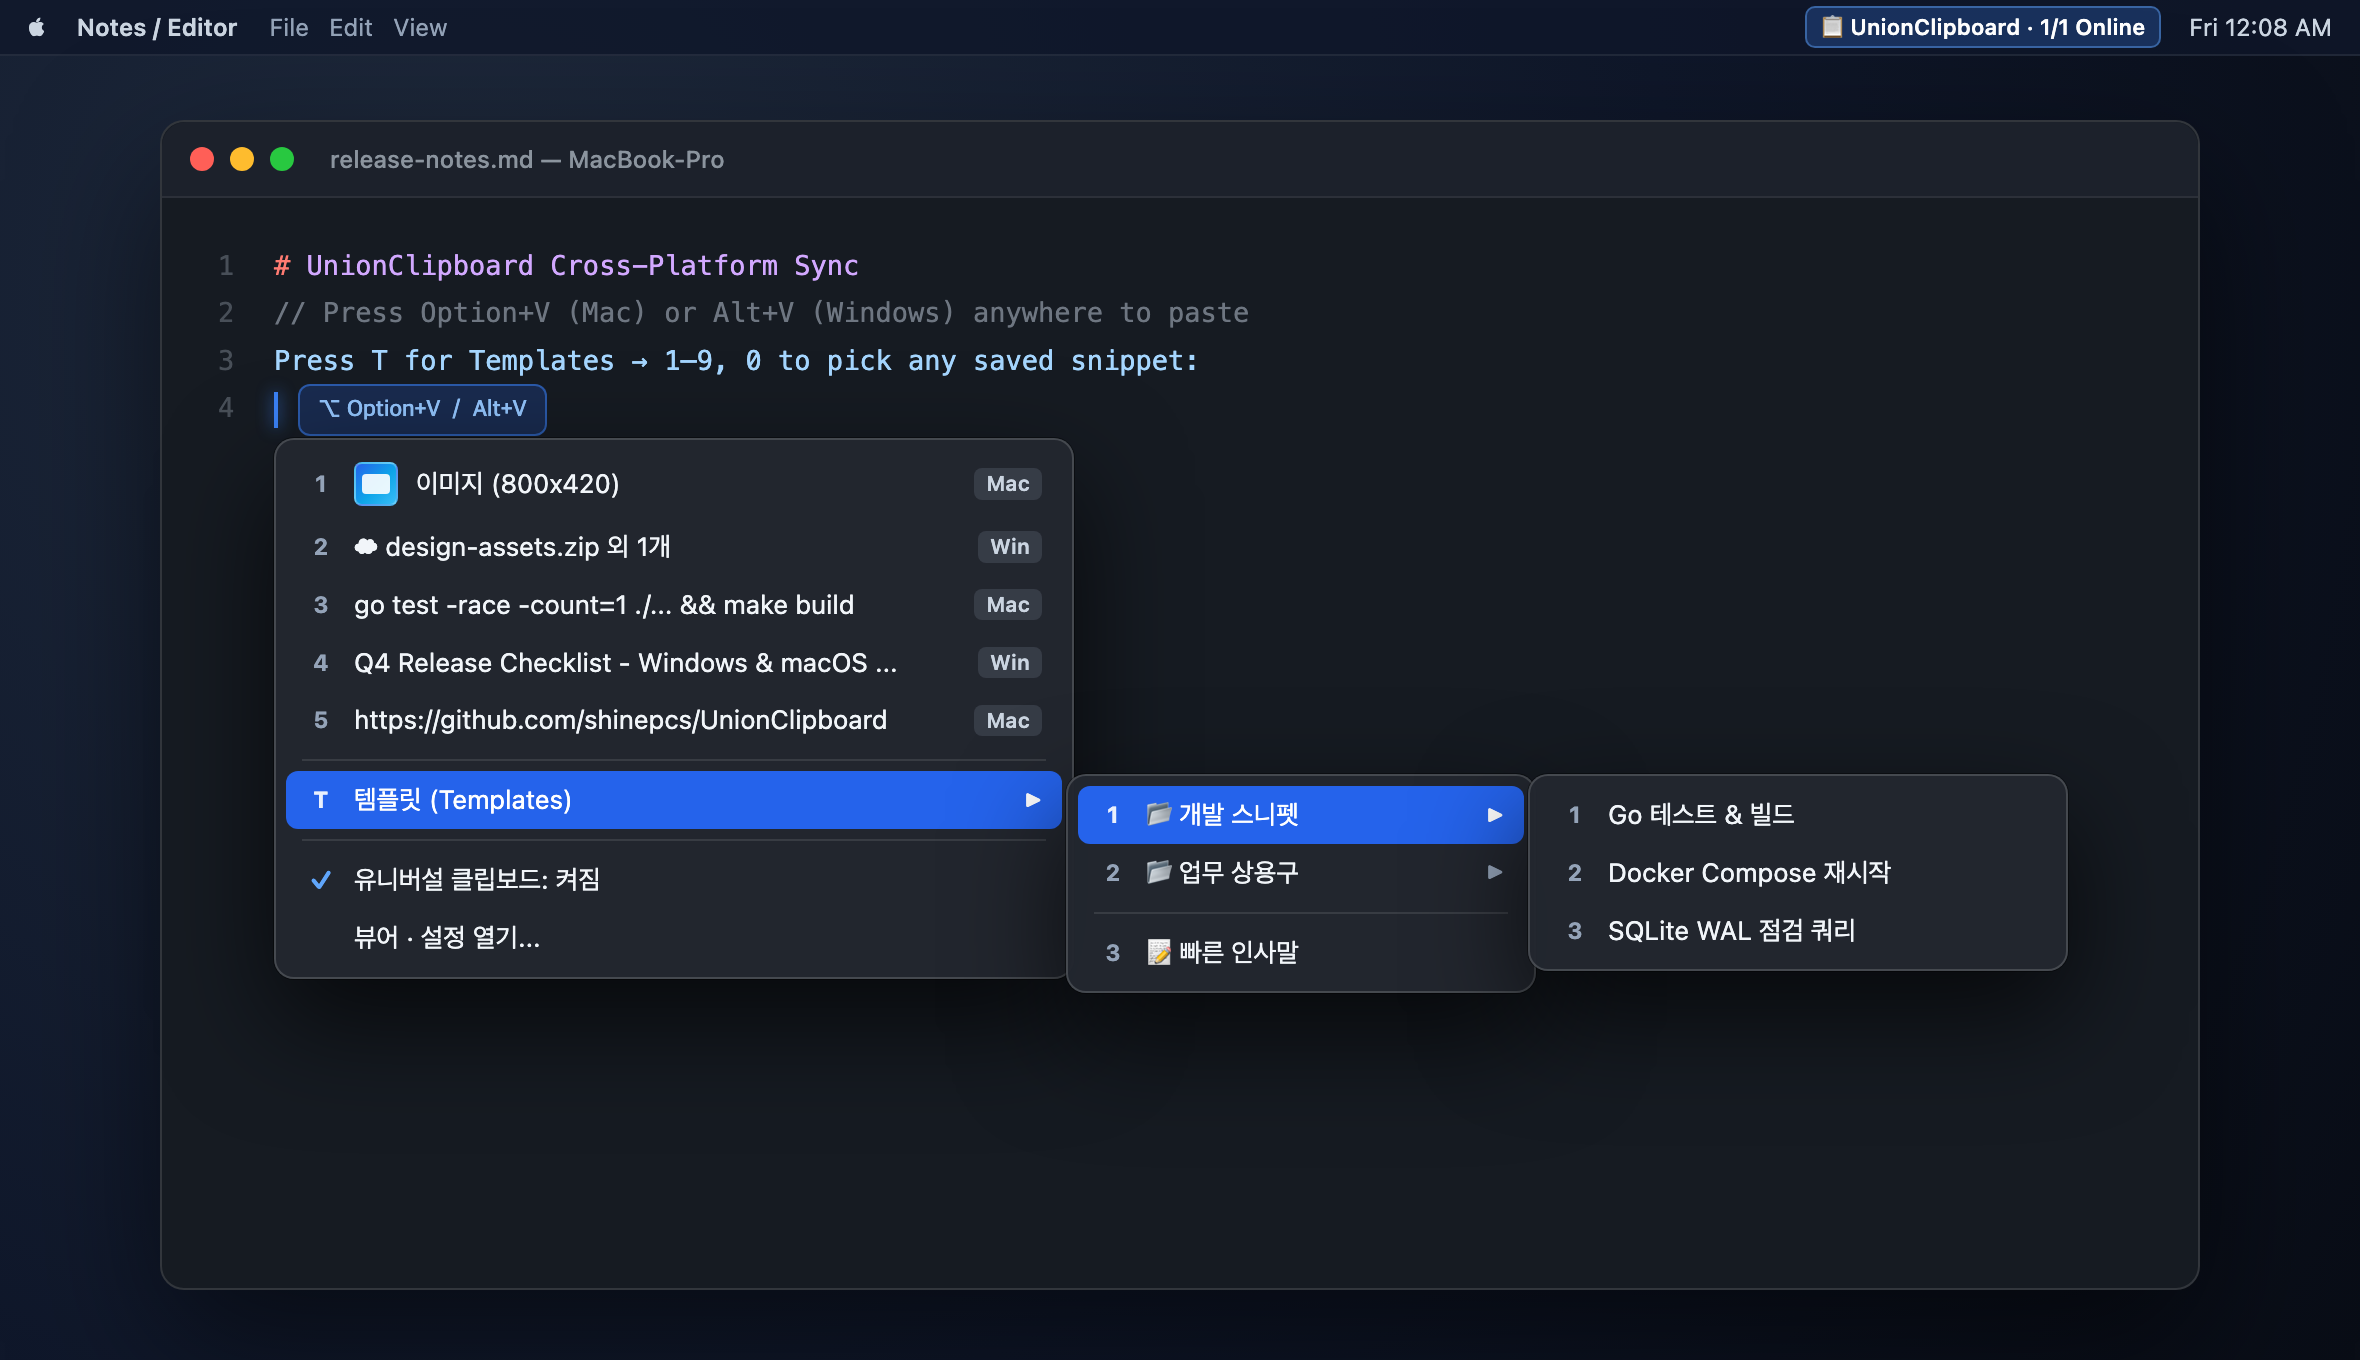 Notes / Editor File Edit View UnionClipboard · 1/1 Online Fri 12:08 AM
release-notes.md — MacBook-Pro
1 # UnionClipboard Cross-Platform Sync
2 // Press Option+V (Mac) or Alt+V (Windows) anywhere to paste
3 Press T for Templates → 1–9, 0 to pick any saved snippet:
4 ⌥ Option+V / Alt+V
1 이미지 (800x420) Mac
2 design-assets.zip 외 1개 Win
3 go test -race -count=1 ./... && make build Mac
4 Q4 Release Checklist - Windows & macOS ... Win
5 https://github.com/shinepcs/UnionClipboard Mac
T 템플릿 (Templates) ▶
✓ 유니버설 클립보드: 켜짐
뷰어 · 설정 열기...
1 개발 스니펫 ▶
2 업무 상용구 ▶
3 빠른 인사말
1 Go 테스트 & 빌드
2 Docker Compose 재시작
3 SQLite WAL 점검 쿼리